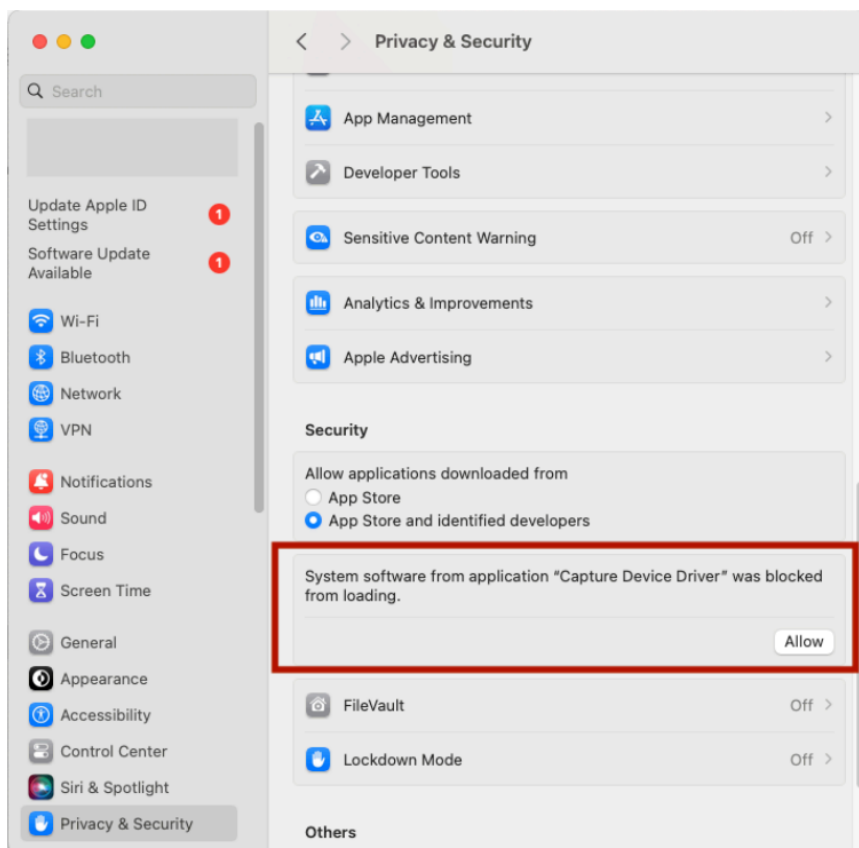 Privacy & Security
Search
Update Apple ID
Settings
1
Software Update
Available
1
Wi-Fi
Bluetooth
Network
VPN
Notifications
Sound
Focus
Screen Time
General
Appearance
Accessibility
Control Center
Siri & Spotlight
Privacy & Security
App Management
Developer Tools
Sensitive Content Warning
Off
Analytics & Improvements
Apple Advertising
Security
Allow applications downloaded from
App Store
App Store and identified developers
System software from application “Capture Device Driver” was blocked
from loading.
Allow
FileVault
Off
Lockdown Mode
Off
Others